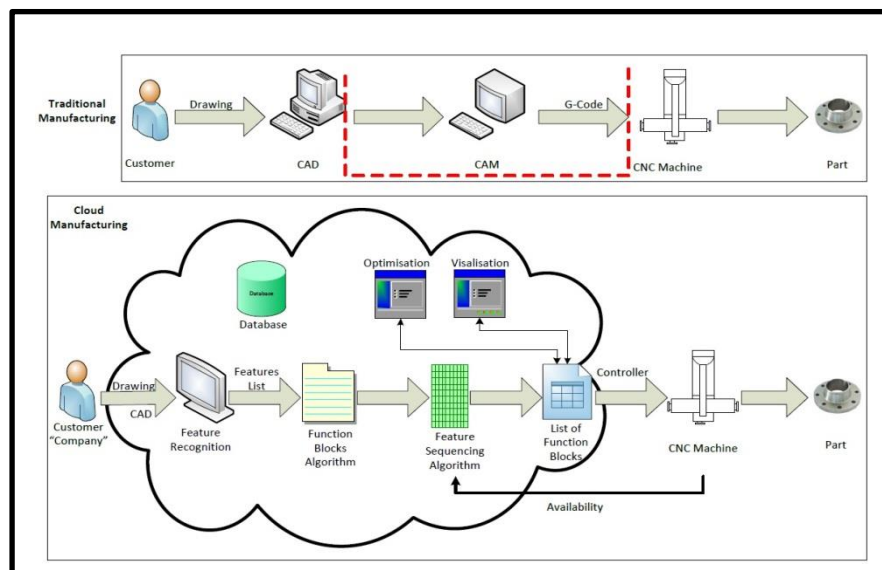 Traditional
Manufacturing
Drawing
G-Code
Customer
CAD
CAM
CNC Machine
Part
Cloud
Manufacturing
Optimisation
Visalisation
Database
Database
Drawing
CAD
Features
List
Controller
Customer
"Company"
Feature
Recognition
Function
Blocks
Algorithm
Feature
Sequencing
Algorithm
List of
Function
Blocks
CNC Machine
Part
Availability